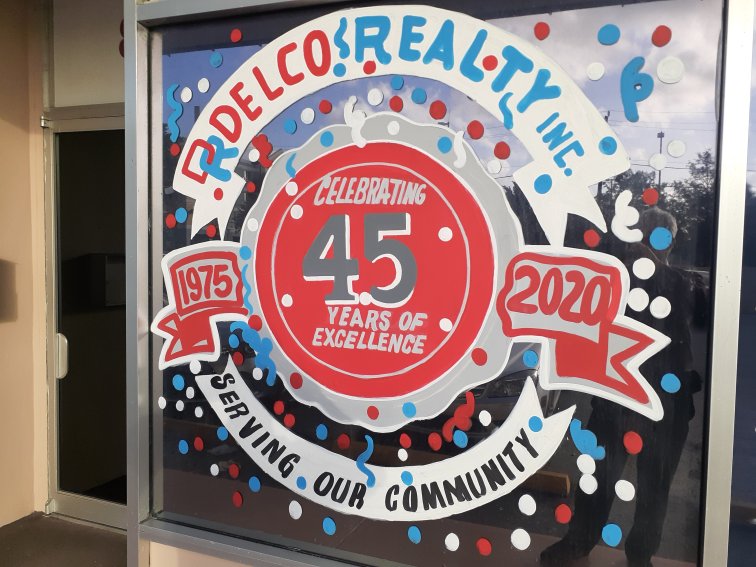 DELCO REALTY INC.
CELEBRATING
45
YEARS OF
EXCELLENCE
1975
2020
SERVING OUR COMMUNITY